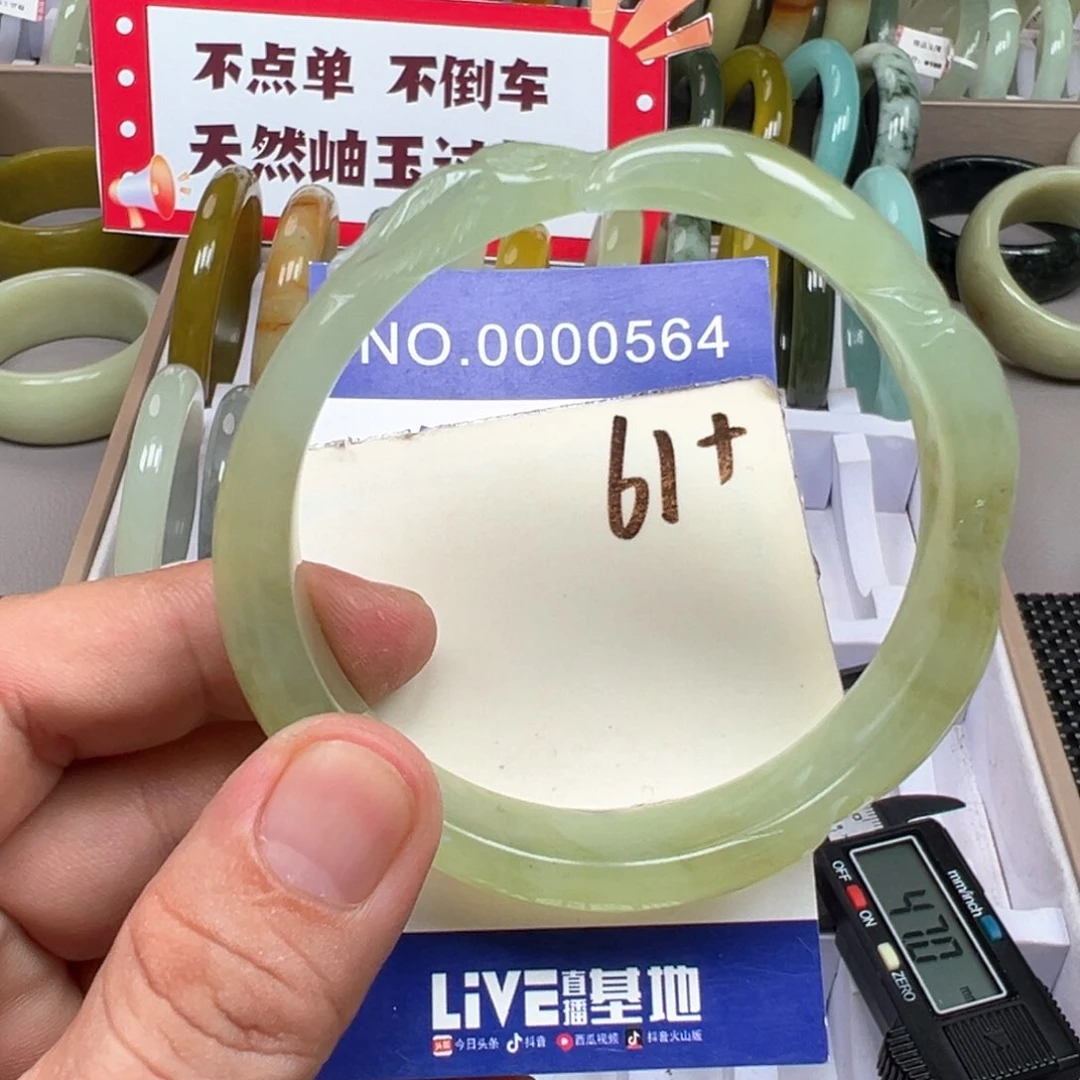 不点单 不倒车
天然岫玉
NO.0000564
61+
OFF
ON
mm/inch
ZERO
47.0
LiVE直播基地
今日头条 抖音 西瓜视频 抖音火山版